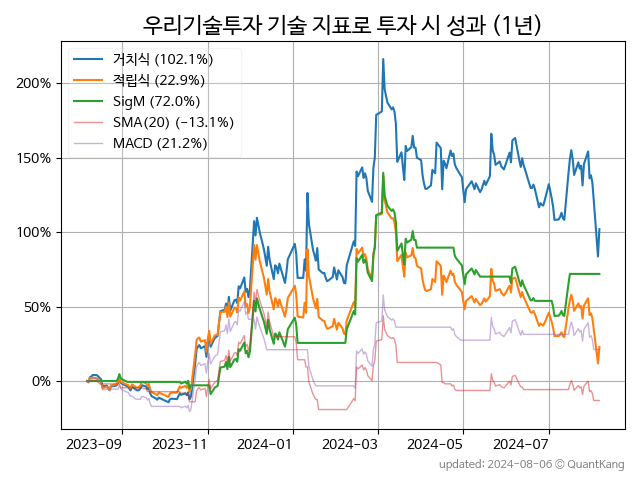 우리기술투자 기술 지표로 투자 시 성과 (1년)
거치식 (102.1%)
적립식 (22.9%)
SigM (72.0%)
SMA(20) (-13.1%)
MACD (21.2%)
200%
150%
100%
50%
0%
2023-09 2023-11 2024-01 2024-03 2024-05 2024-07
updated: 2024-08-06 © QuantKang